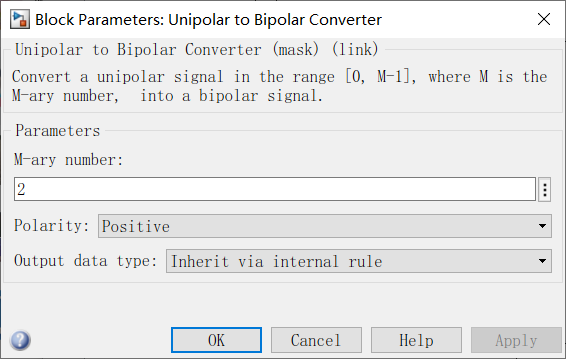 Block Parameters: Unipolar to Bipolar Converter
Unipolar to Bipolar Converter (mask) (link)
Convert a unipolar signal in the range [0, M-1], where M is the
M-ary number, into a bipolar signal.
Parameters
M-ary number:
2
Polarity: Positive
Output data type: Inherit via internal rule
OK Cancel Help Apply